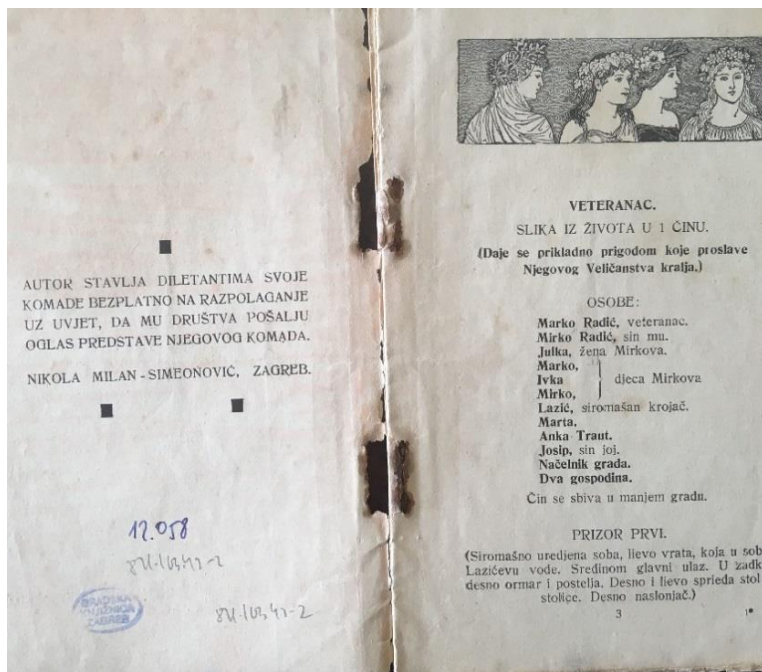 AUTOR STAVLJA DILETANTIMA SVOJE
KOMADE BEZPLATNO NA RAZPOLAGANJE
UZ UVJET, DA MU DRUŠTVA POŠALJU
OGLAS PREDSTAVE NJEGOVOG KOMADA.
NIKOLA MILAN-SIMEONOVIĆ, ZAGREB.
12.058
GRADSKA
KNJIŽNICA
ZAGREB
VETERANAC.
SLIKA IZ ŽIVOTA U 1 ČINU.
(Daje se prikladno prigodom koje proslave
Njegovog Veličanstva kralja.)
OSOBE:
Marko Radić, veteranac.
Mirko Radić, sin mu.
Julka, žena Mirkova.
Marko,
Ivka djeca Mirkova
Mirko,
Lazić, siromašan krojač.
Marta.
Anka Traut.
Josip, sin joj.
Načelnik grada.
Dva gospodina.
Čin se sbiva u manjem gradu.
PRIZOR PRVI.
(Siromašno uredjena soba, lievo vrata, koja u sob
Lazićevu vode. Sredinom glavni ulaz. U zadk
desno ormar i postelja. Desno i lievo sprieda stol
stolice. Desno naslonjač.)
3 1*